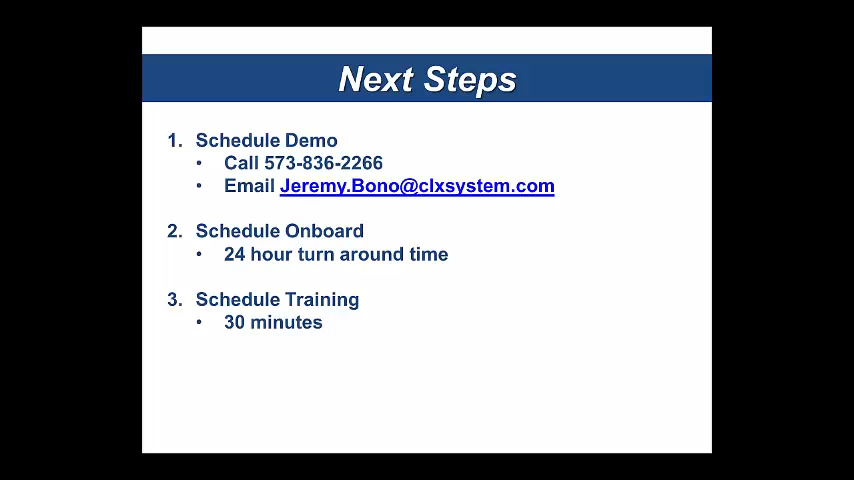 Next Steps
1. Schedule Demo
• Call 573-836-2266
• Email Jeremy.Bono@clxsystem.com
2. Schedule Onboard
• 24 hour turn around time
3. Schedule Training
• 30 minutes